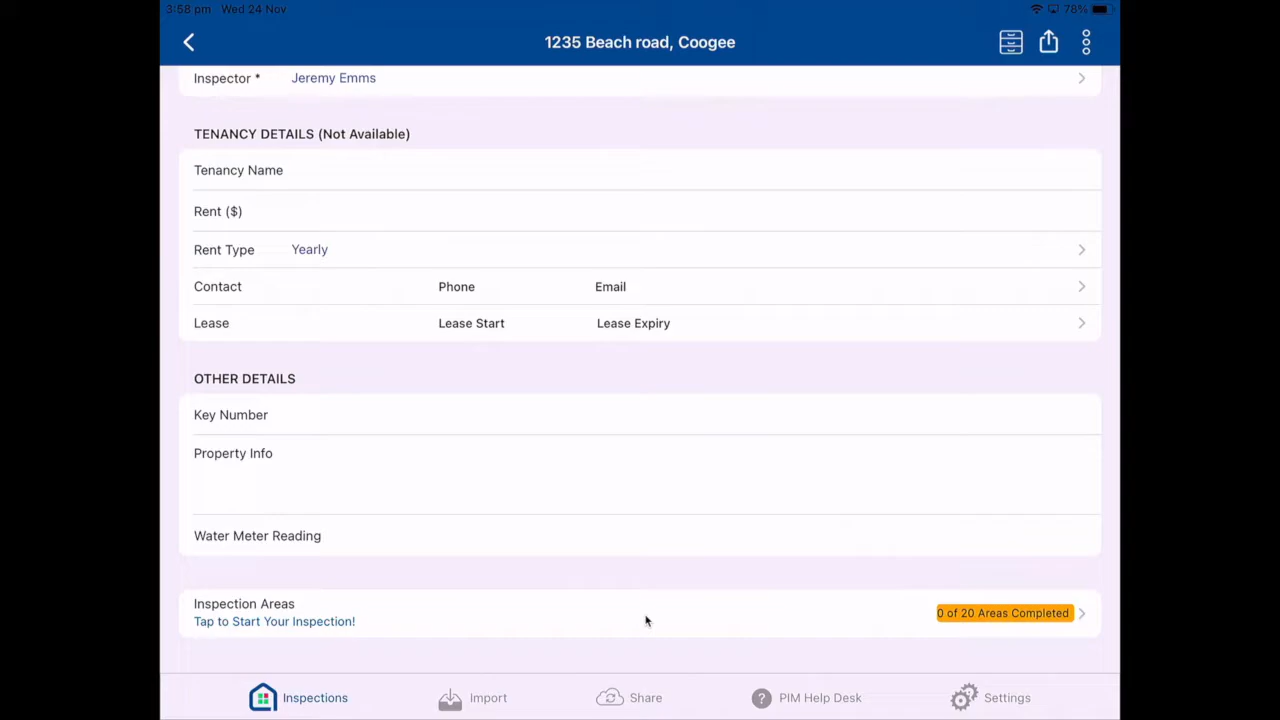 3:58 pm Wed 24 Nov 78%
1235 Beach road, Coogee
Inspector * Jeremy Emms
TENANCY DETAILS (Not Available)
Tenancy Name
Rent ($)
Rent Type Yearly
Contact Phone Email
Lease Lease Start Lease Expiry
OTHER DETAILS
Key Number
Property Info
Water Meter Reading
Inspection Areas
Tap to Start Your Inspection!
0 of 20 Areas Completed
Inspections Import Share ? PIM Help Desk Settings